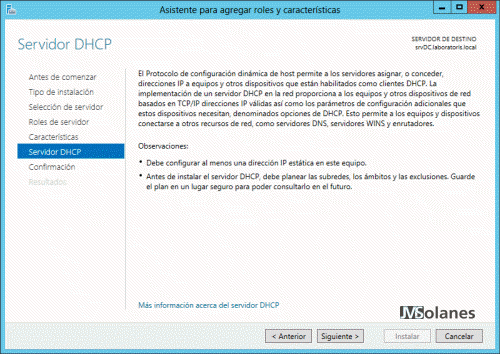 Asistente para agregar roles y características
Servidor DHCP
SERVIDOR DE DESTINO
srvDC.laboratoris.local
Antes de comenzar
Tipo de instalación
Selección de servidor
Roles de servidor
Características
Servidor DHCP
Confirmación
Resultados
El Protocolo de configuración dinámica de host permite a los servidores asignar, o conceder,
direcciones IP a equipos y otros dispositivos que están habilitados como clientes DHCP. La
implementación de un servidor DHCP en la red proporciona a los equipos y otros dispositivos de red
basados en TCP/IP direcciones IP válidas así como los parámetros de configuración adicionales que
estos dispositivos necesitan, denominados opciones de DHCP. Esto permite a los equipos y dispositivos
conectarse a otros recursos de red, como servidores DNS, servidores WINS y enrutadores.
Observaciones:
• Debe configurar al menos una dirección IP estática en este equipo.
• Antes de instalar el servidor DHCP, debe planear las subredes, los ámbitos y las exclusiones. Guarde
el plan en un lugar seguro para poder consultarlo en el futuro.
Más información acerca del servidor DHCP
JMSolanes
< Anterior
Siguiente >
Instalar
Cancelar